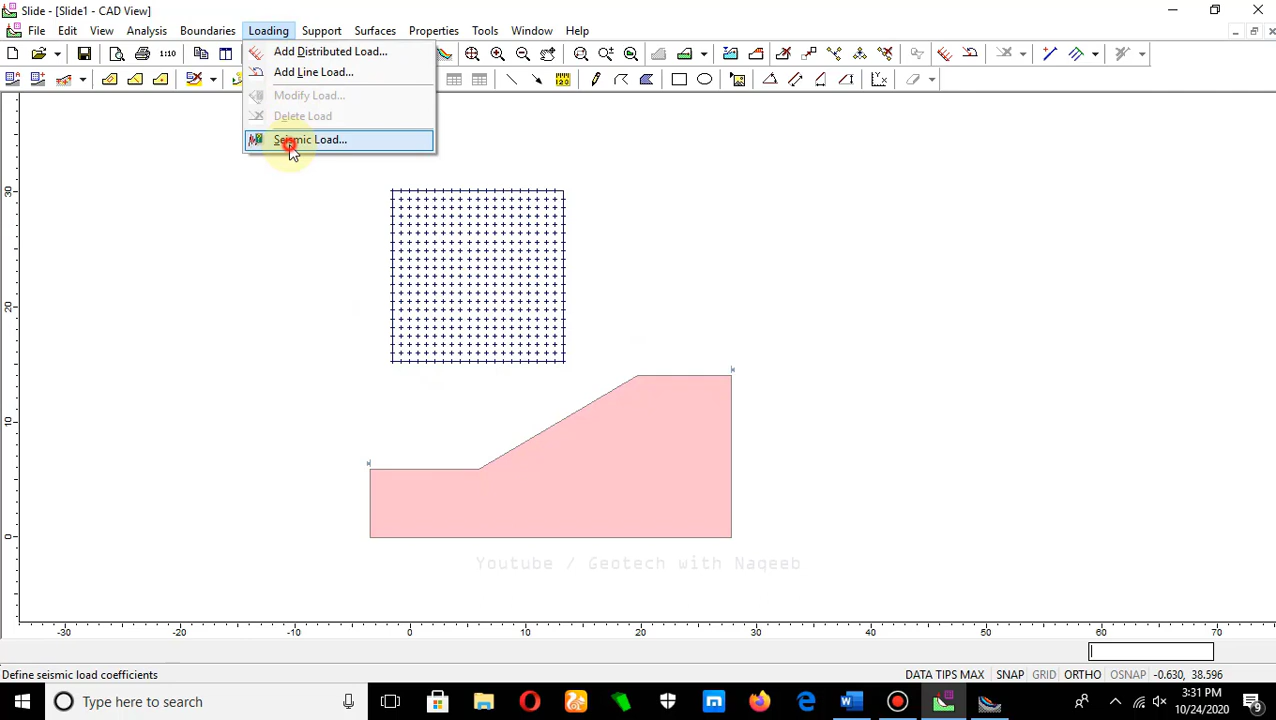 Slide - [Slide1 - CAD View]
File Edit View Analysis Boundaries Loading Support Surfaces Properties Tools Window Help
Add Distributed Load...
Add Line Load...
Modify Load...
Delete Load
Seismic Load...
1:10
30
20
10
0
Youtube / Geotech with Naqeeb
-30 -20 -10 0 10 20 30 40 50 60 70
Define seismic load coefficients
DATA TIPS MAX SNAP GRID ORTHO OSNAP -0.630, 38.596
Type here to search
3:31 PM
10/24/2020
9